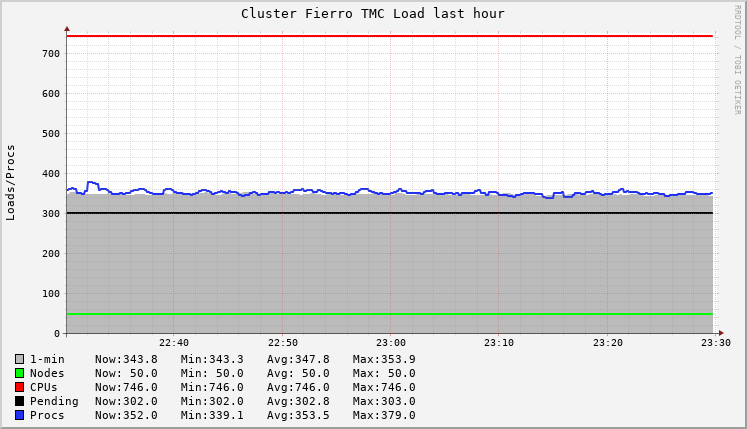 Cluster Fierro TMC Load last hour
RRDTOOL / TOBI OETIKER
Loads/Procs
700
600
500
400
300
200
100
0
22:40 22:50 23:00 23:10 23:20 23:30
1-min Now:343.8 Min:343.3 Avg:347.8 Max:353.9
Nodes Now: 50.0 Min: 50.0 Avg: 50.0 Max: 50.0
CPUs Now:746.0 Min:746.0 Avg:746.0 Max:746.0
Pending Now:302.0 Min:302.0 Avg:302.8 Max:303.0
Procs Now:352.0 Min:339.1 Avg:353.5 Max:379.0